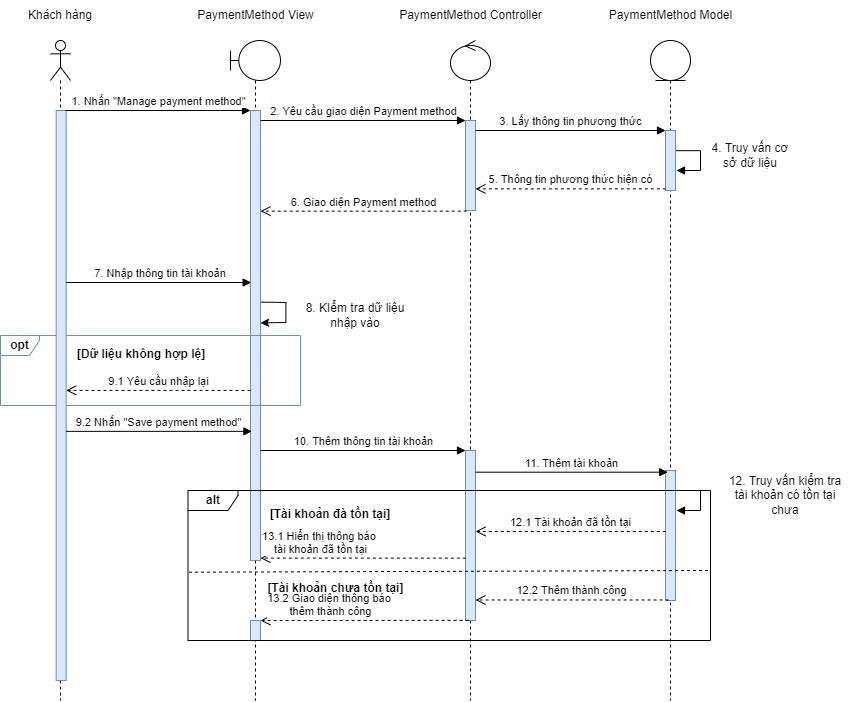 Khách hàng
PaymentMethod View
PaymentMethod Controller
PaymentMethod Model
1. Nhấn "Manage payment method"
2. Yêu cầu giao diện Payment method
3. Lấy thông tin phương thức
4. Truy vấn cơ
sở dữ liệu
5. Thông tin phương thức hiện có
6. Giao diện Payment method
7. Nhập thông tin tài khoản
8. KIểm tra dữ liệu
nhập vào
opt
[Dữ liệu không hợp lệ]
9.1 Yêu cầu nhập lại
9.2 Nhấn "Save payment method"
10. Thêm thông tin tài khoản
11. Thêm tài khoản
12. Truy vấn kiểm tra
tài khoản có tồn tại
chưa
alt
[Tài khoản đà tồn tại]
12.1 Tài khoản đã tồn tại
13.1 Hiển thị thông báo
tài khoản đã tồn tại
[Tài khoản chưa tồn tại]
12.2 Thêm thành công
13.2 Giao diện thông báo
thêm thành công